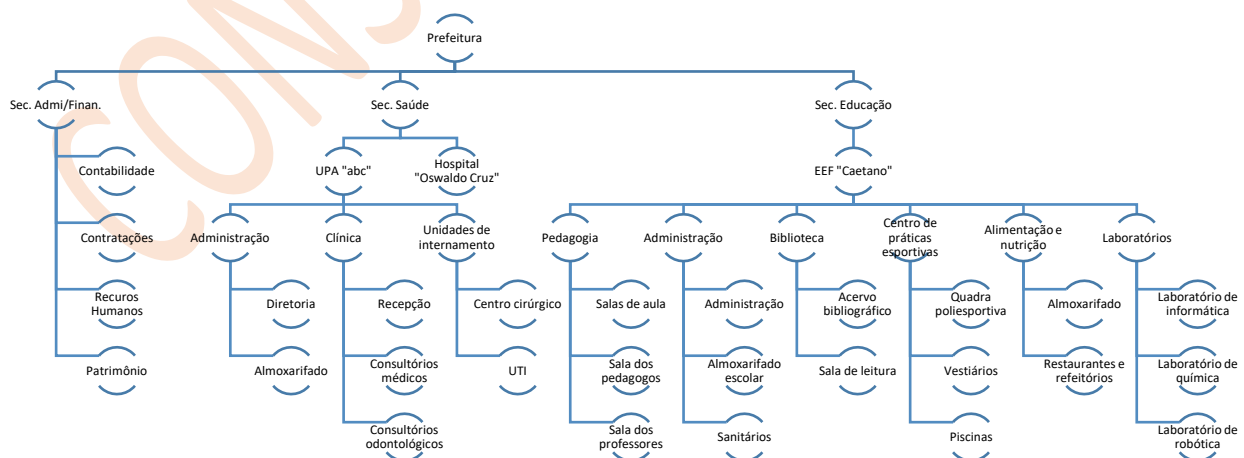 Prefeitura
Sec. Admi/Finan.
Sec. Saúde
Sec. Educação
Contabilidade
UPA "abc"
Hospital
"Oswaldo Cruz"
EEF "Caetano"
Contratações
Administração
Clínica
Unidades de
internamento
Pedagogia
Administração
Biblioteca
Centro de
práticas
esportivas
Alimentação e
nutrição
Laboratórios
Recuros
Humanos
Diretoria
Recepção
Centro cirúrgico
Salas de aula
Administração
Acervo
bibliográfico
Quadra
poliesportiva
Almoxarifado
Laboratório de
informática
Patrimônio
Almoxarifado
Consultórios
médicos
UTI
Sala dos
pedagogos
Almoxarifado
escolar
Sala de leitura
Vestiários
Restaurantes e
refeitórios
Laboratório de
química
Consultórios
odontológicos
Sala dos
professores
Sanitários
Piscinas
Laboratório de
robótica
CONS